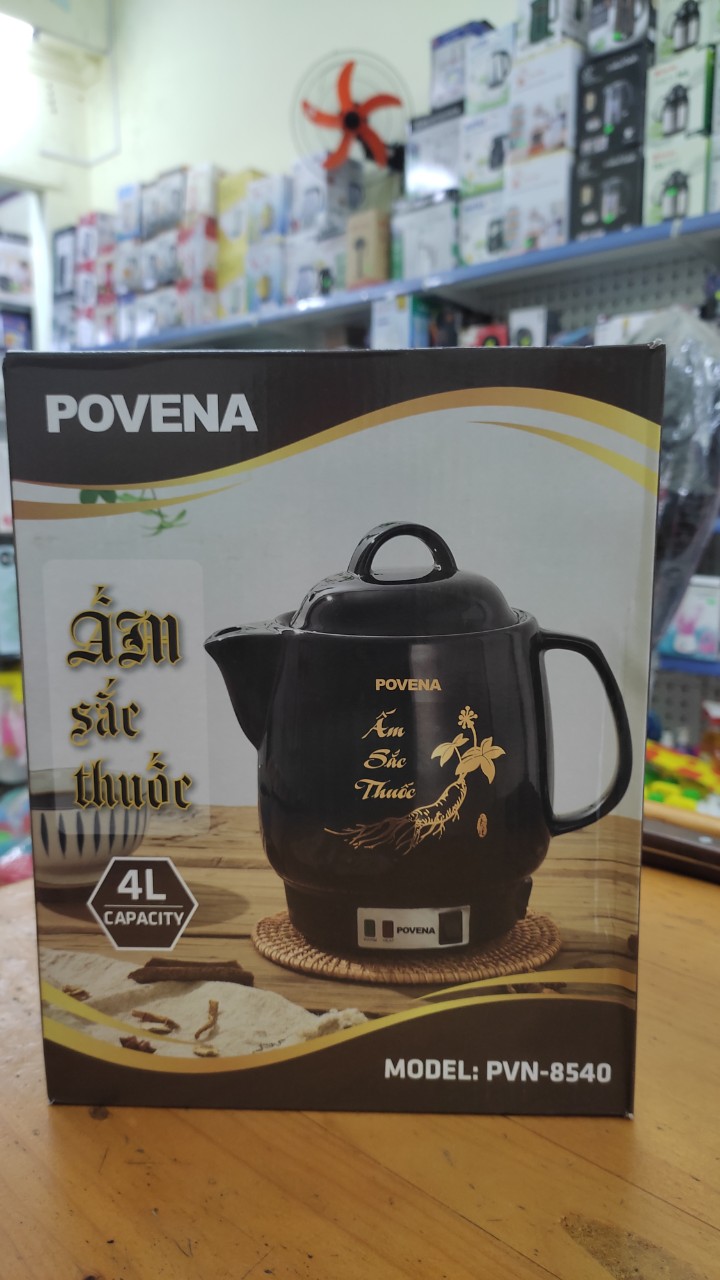 POVENA
ẤM
sắc
thuốc
4L
CAPACITY
POVENA
Ấm
Sắc
Thuốc
POVENA
MODEL: PVN-8540